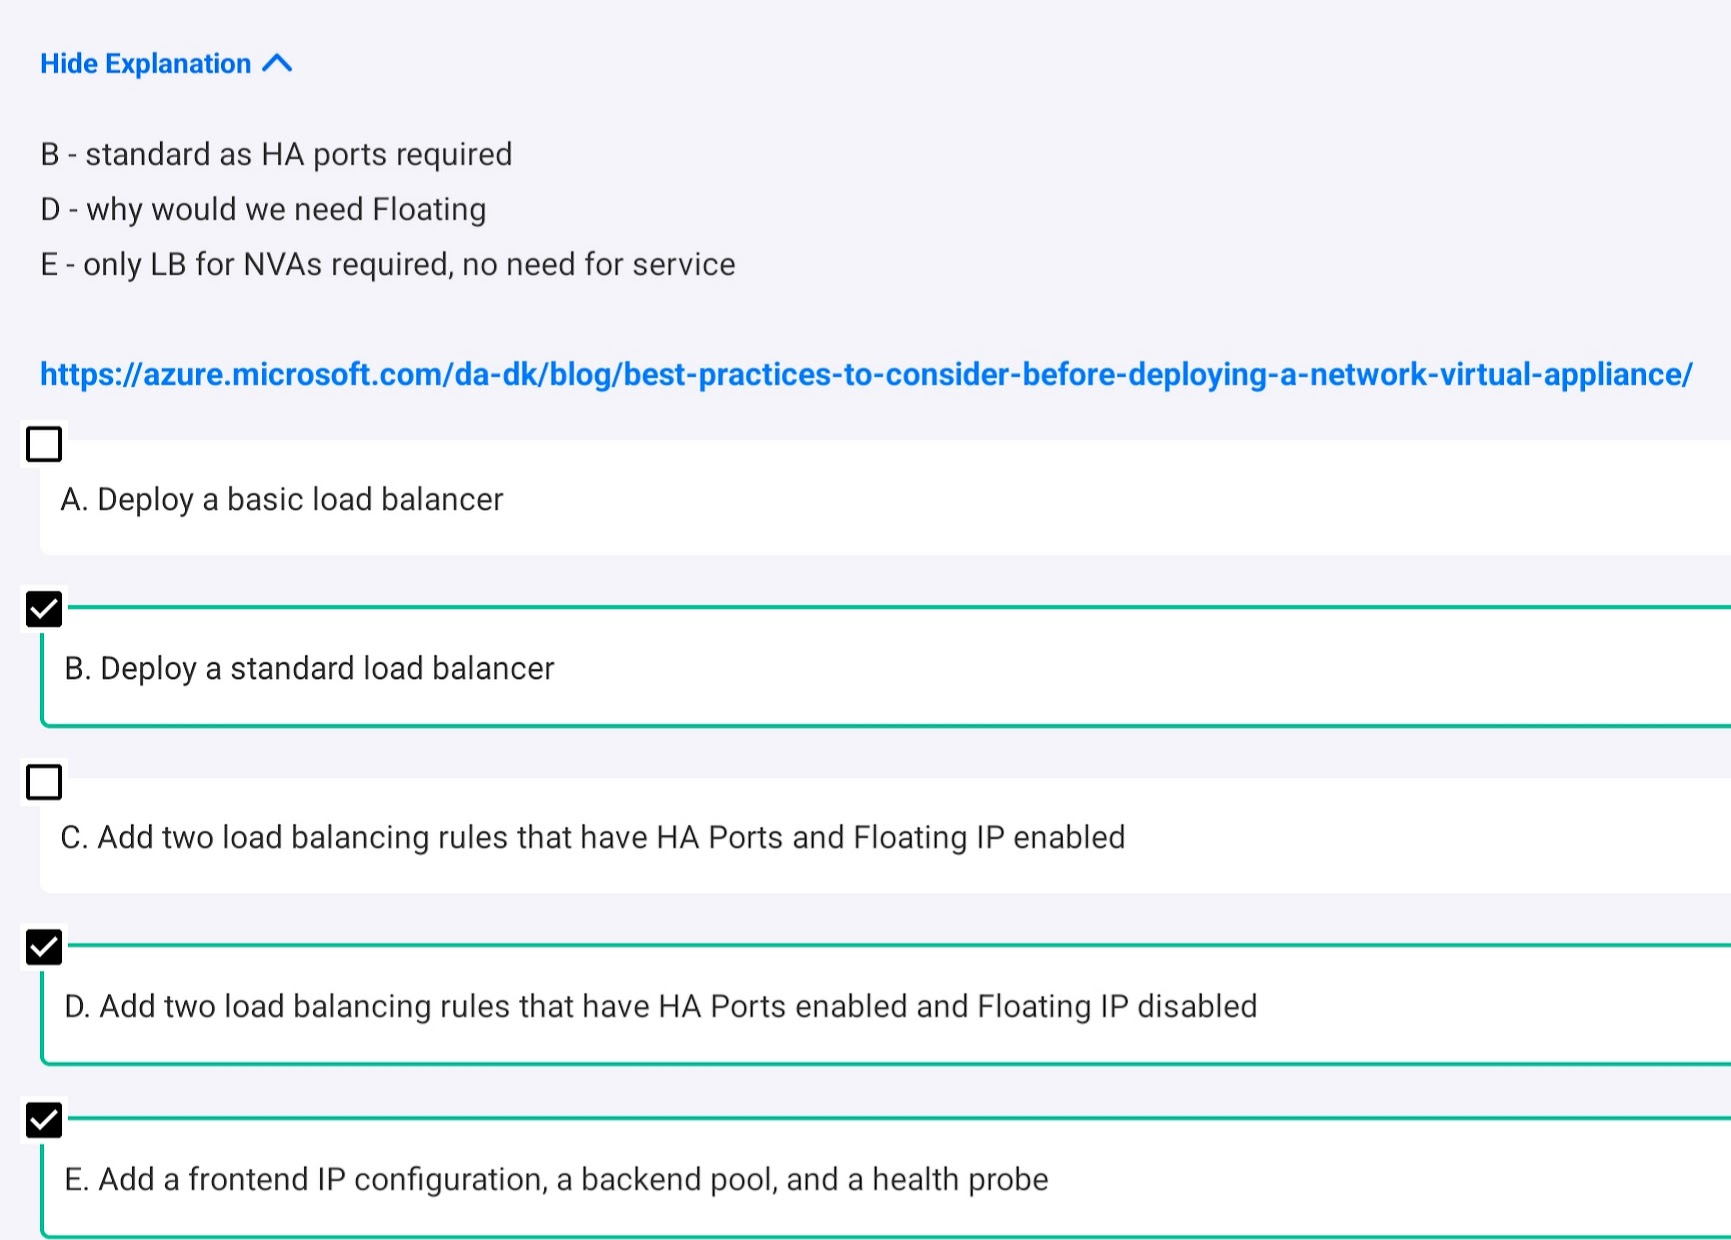 Hide Explanation
B - standard as HA ports required
D - why would we need Floating
E - only LB for NVAs required, no need for service
https://azure.microsoft.com/da-dk/blog/best-practices-to-consider-before-deploying-a-network-virtual-appliance/
A. Deploy a basic load balancer
B. Deploy a standard load balancer
C. Add two load balancing rules that have HA Ports and Floating IP enabled
D. Add two load balancing rules that have HA Ports enabled and Floating IP disabled
E. Add a frontend IP configuration, a backend pool, and a health probe